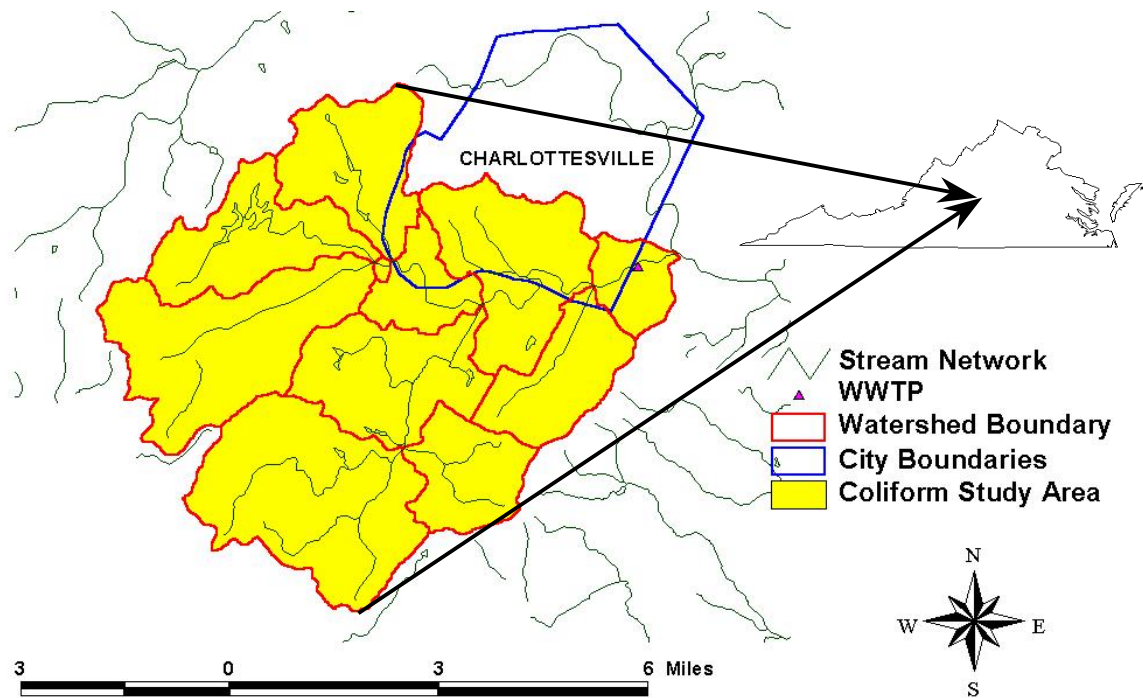 CHARLOTTESVILLE
Stream Network
WWTP
Watershed Boundary
City Boundaries
Coliform Study Area
N
W E
S
3 0 3 6 Miles